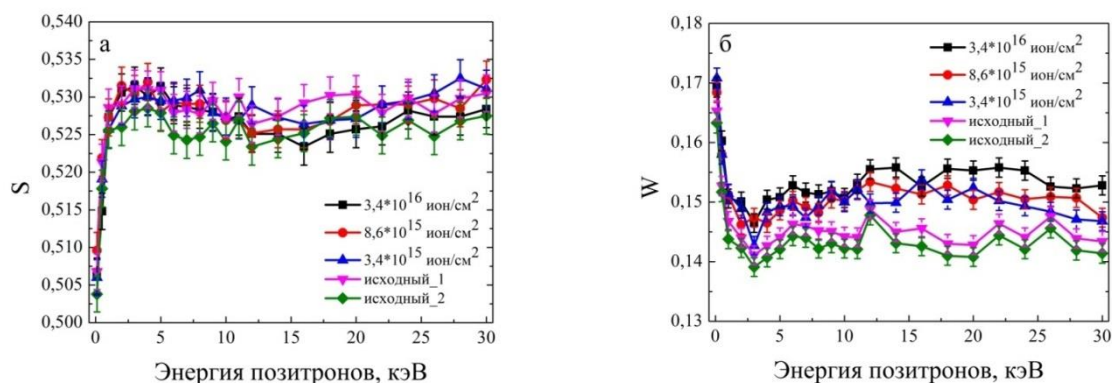 а
S
0,540
0,535
0,530
0,525
0,520
0,515
0,510
0,505
0,500
3,4*10^16 ион/см^2
8,6*10^15 ион/см^2
3,4*10^15 ион/см^2
исходный_1
исходный_2
0 5 10 15 20 25 30
Энергия позитронов, кэВ
б
W
0,18
0,17
0,16
0,15
0,14
0,13
3,4*10^16 ион/см^2
8,6*10^15 ион/см^2
3,4*10^15 ион/см^2
исходный_1
исходный_2
0 5 10 15 20 25 30
Энергия позитронов, кэВ